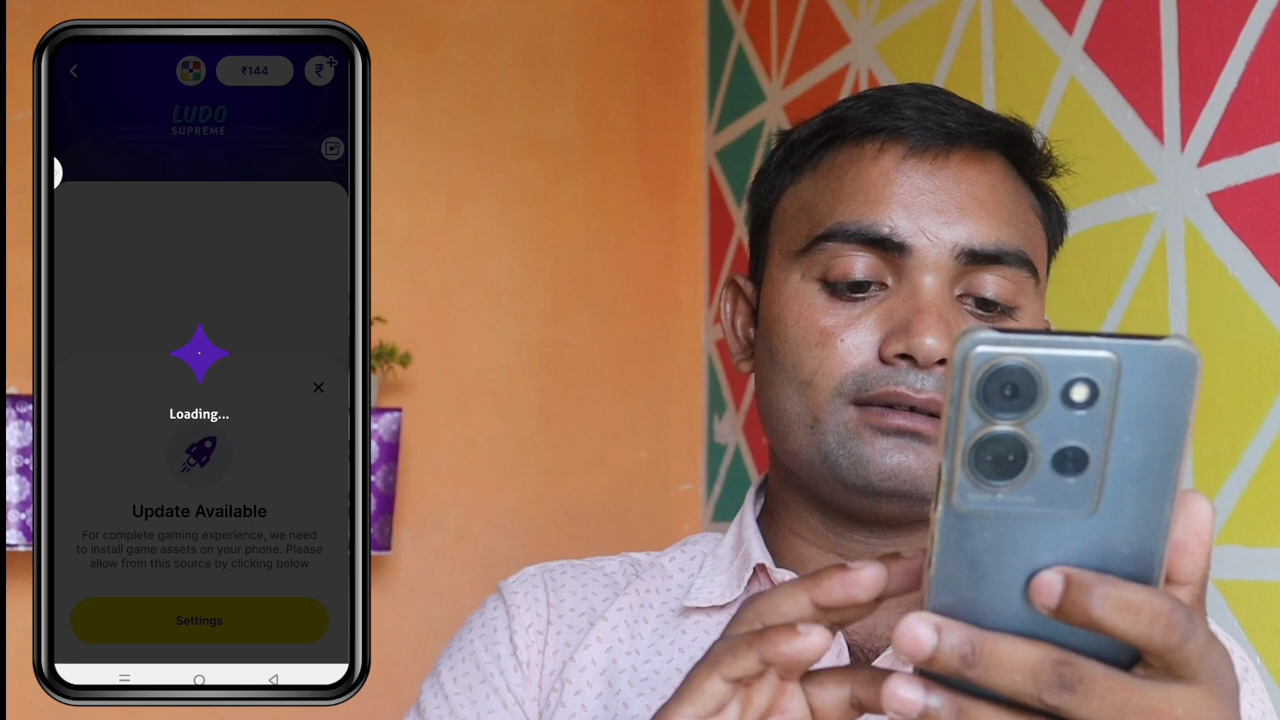 ₹144
LUDO
SUPREME
Loading...
Update Available
For complete gaming experience, we need
to install game assets on your phone. Please
allow from this source by clicking below
Settings